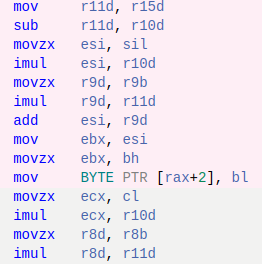 mov r11d, r15d
sub r11d, r10d
movzx esi, sil
imul esi, r10d
movzx r9d, r9b
imul r9d, r11d
add esi, r9d
mov ebx, esi
movzx ebx, bh
mov BYTE PTR [rax+2], bl
movzx ecx, cl
imul ecx, r10d
movzx r8d, r8b
imul r8d, r11d